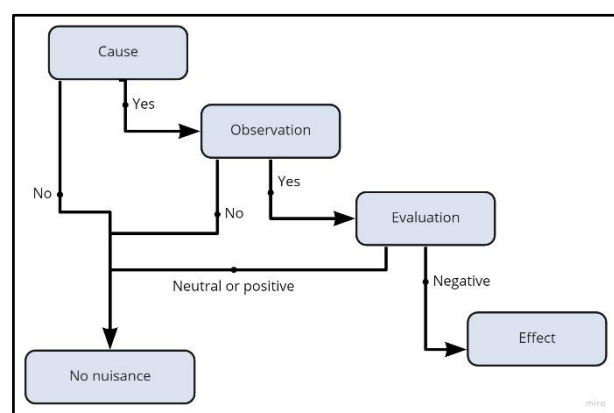 Cause
Yes
Observation
No
Yes
No
Evaluation
Neutral or positive
Negative
Effect
No nuisance
miro